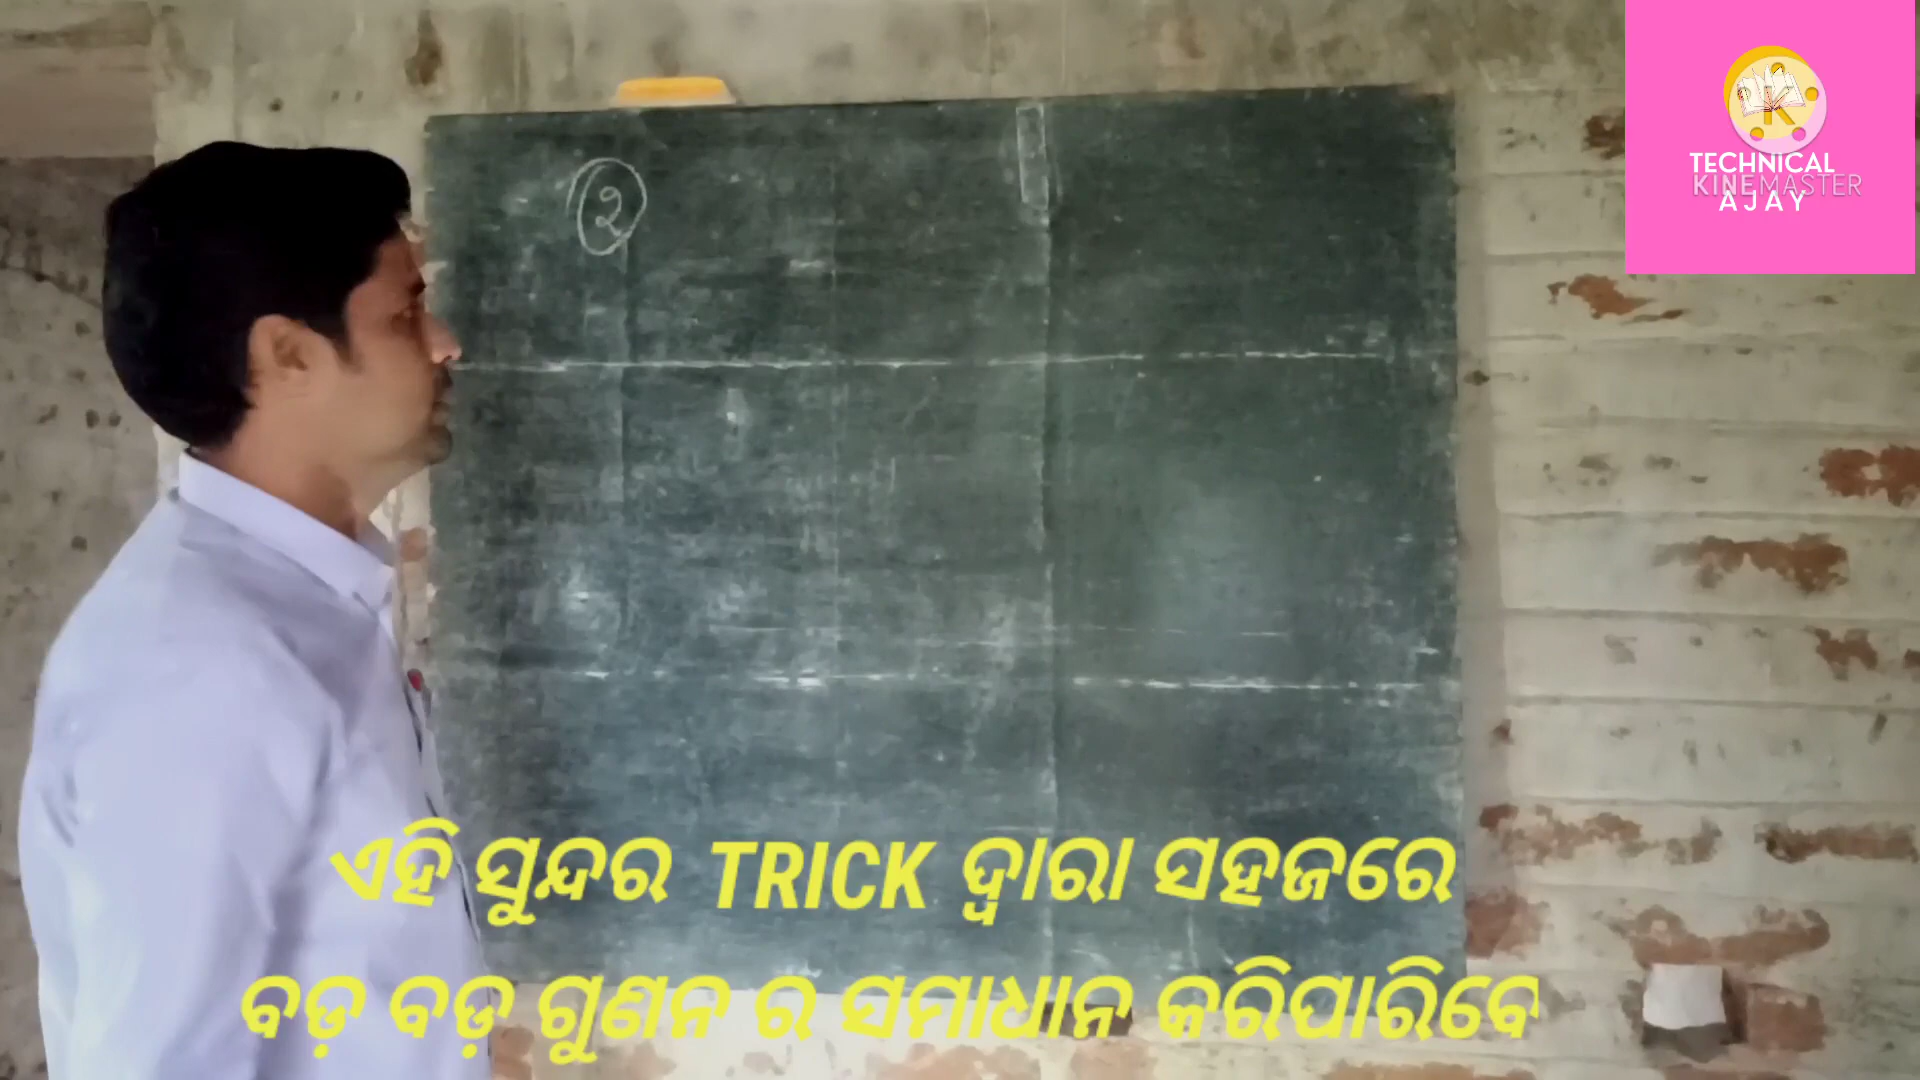 TECHNICAL
KINEMASTER
AJAY
୨
ଏହି ସୁନ୍ଦର TRICK ଦ୍ୱାରା ସହଜରେ
ବଡ଼ ବଡ଼ ଗୁଣନ ର ସମାଧାନ କରିପାରିବେ